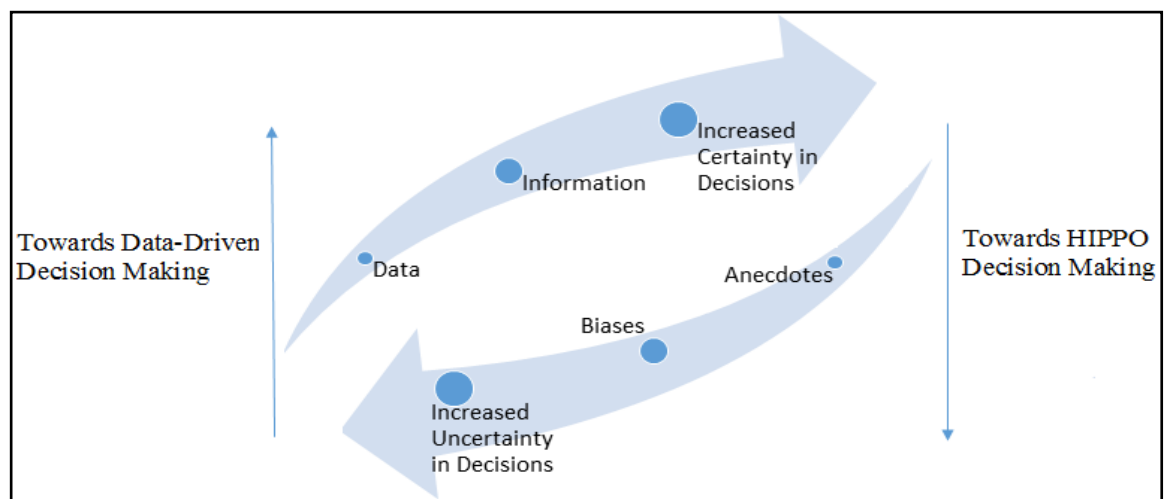 Towards Data-Driven
Decision Making
Data
Information
Increased
Certainty in
Decisions
Towards HIPPO
Decision Making
Anecdotes
Biases
Increased
Uncertainty
in Decisions